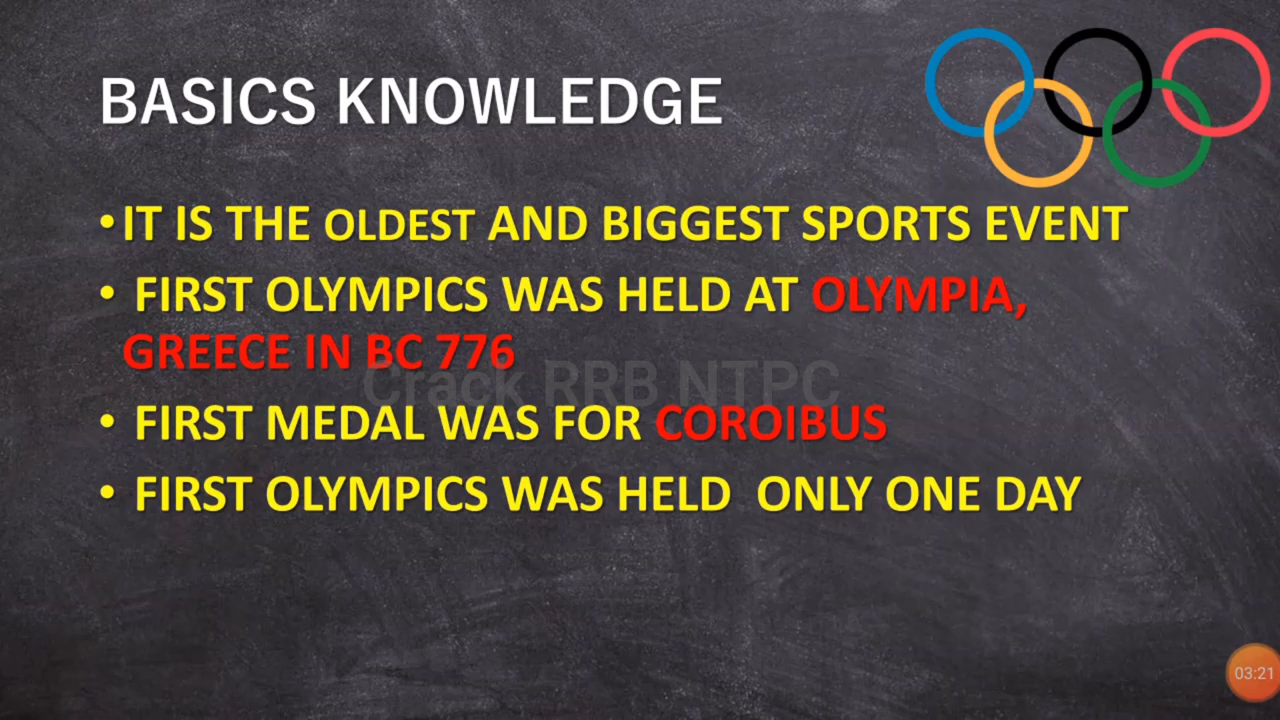 BASICS KNOWLEDGE
•IT IS THE OLDEST AND BIGGEST SPORTS EVENT
• FIRST OLYMPICS WAS HELD AT OLYMPIA,
GREECE IN BC 776
Crack RRB NTPC
• FIRST MEDAL WAS FOR COROIBUS
• FIRST OLYMPICS WAS HELD ONLY ONE DAY
03:21